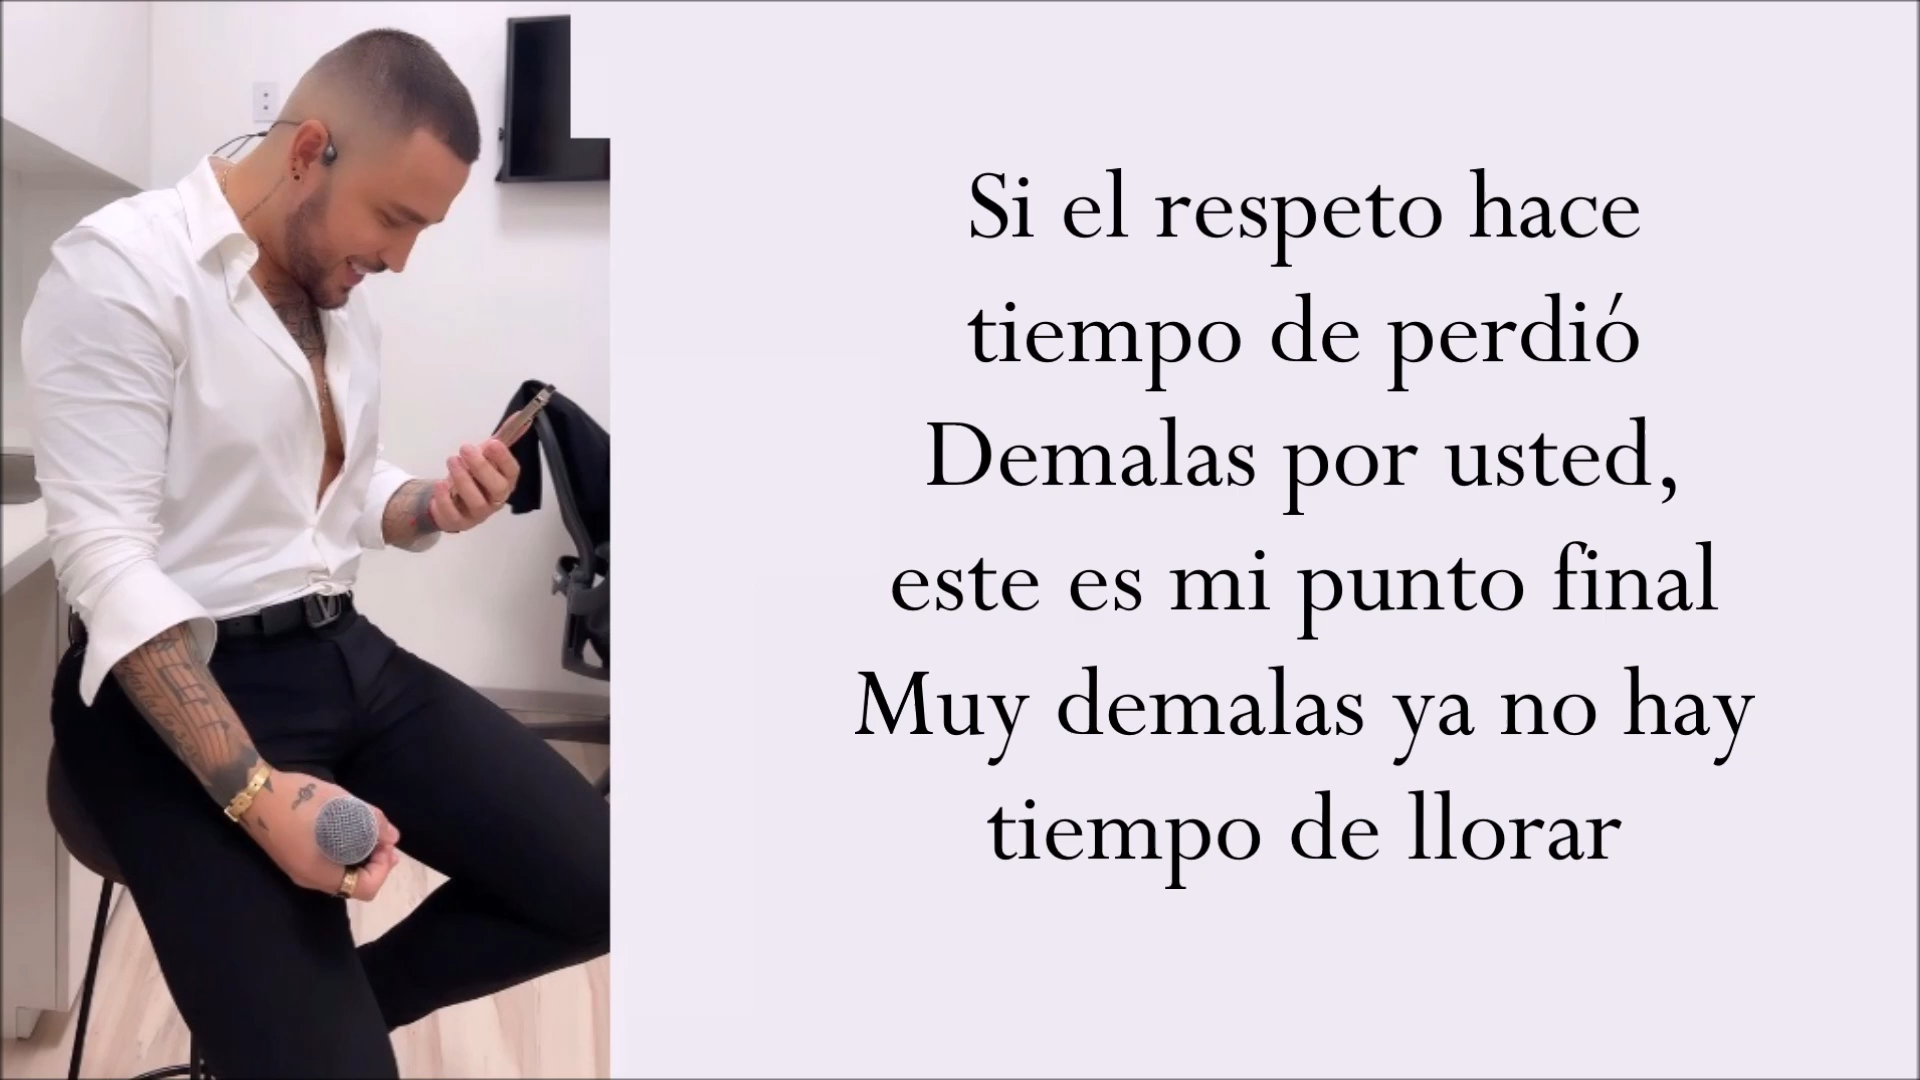 Si el respeto hace
tiempo de perdió
Demalas por usted,
este es mi punto final
Muy demalas ya no hay
tiempo de llorar